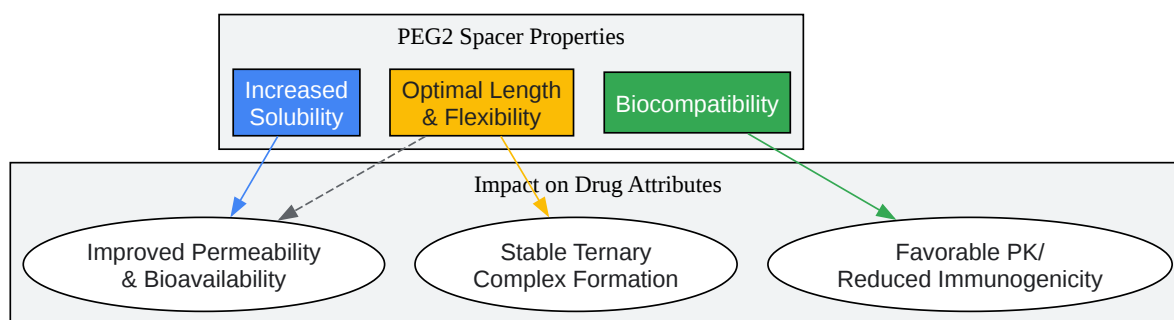 PEG2 Spacer Properties
Increased
Solubility
Optimal Length
& Flexibility
Biocompatibility
Impact on Drug Attributes
Improved Permeability
& Bioavailability
Stable Ternary
Complex Formation
Favorable PK/
Reduced Immunogenicity